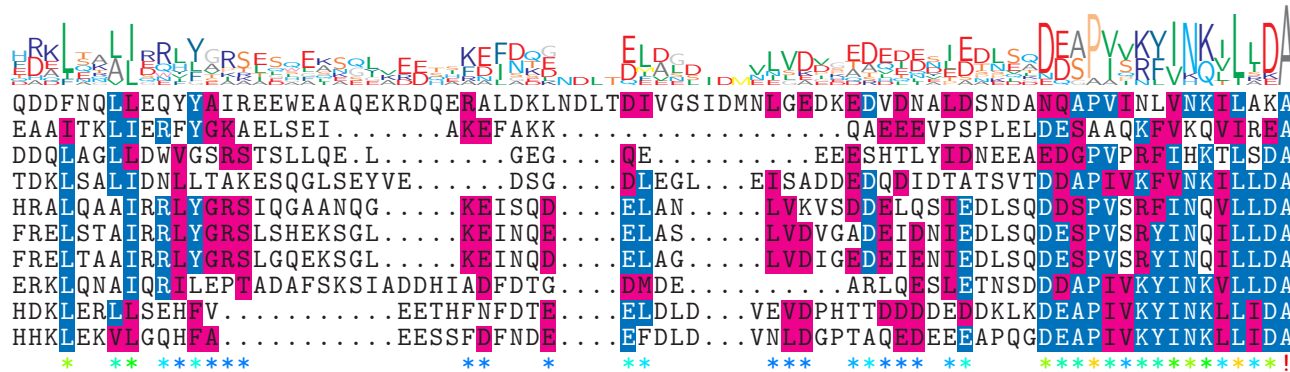 QDDFNQLLEQYYAIREEWEAAQEKRDQERALDKLNDLTDIVGSIDMNLGEDKEDVDNALDSNDANQAPVINLVNKILAKA
EAAITKLIERFYGKAELSEI.......AKEFAKK..................QAEEEVPSPLELDESAAQKFVKQVIREA
DDQLAGLLDWVGSRSTSLLQE.L........GEG....QE..........EEESHTLYIDNEEAEDGPVPRFIHKTLSDA
TDKLSALIDNLLTAKESQGLSEYVE......DSG....DLEGL...EISADDEDQDIDTATSVTDDAPIVKFVNKILLDA
HRALQAAIRRLYGRSIQGAANQG.....KEISQD....ELAN.....LVKVSDDELQSIEDLSQDDSPVSRFINQVLLDA
FRELSTAIRRLYGRSLSHEKSGL.....KEINQE....ELAS.....LVDVGADEIDNIEDLSQDESPVSRYINQILLDA
FRELTAAIRRLYGRSLGQEKSGL.....KEINQD....ELAG.....LVDIGEDEIENIEDLSQDESPVSRYINQILLDA
ERKLQNAIQRILEPTADAFSKSIADDHIADFDTG....DMDE..........ARLQESLETNSDDDAPIVKYINKVLLDA
HDKLERLLSEHFV...........EETHFNFDTE....ELDLD...VEVDPHTTDDDDEDDKLKDEAPIVKYINKLLIDA
HHKLEKVLGQHFA...........EESSFDFNDE....EFDLD...VNLDGPTAQEDEEEAPQGDEAPIVKYINKLLIDA